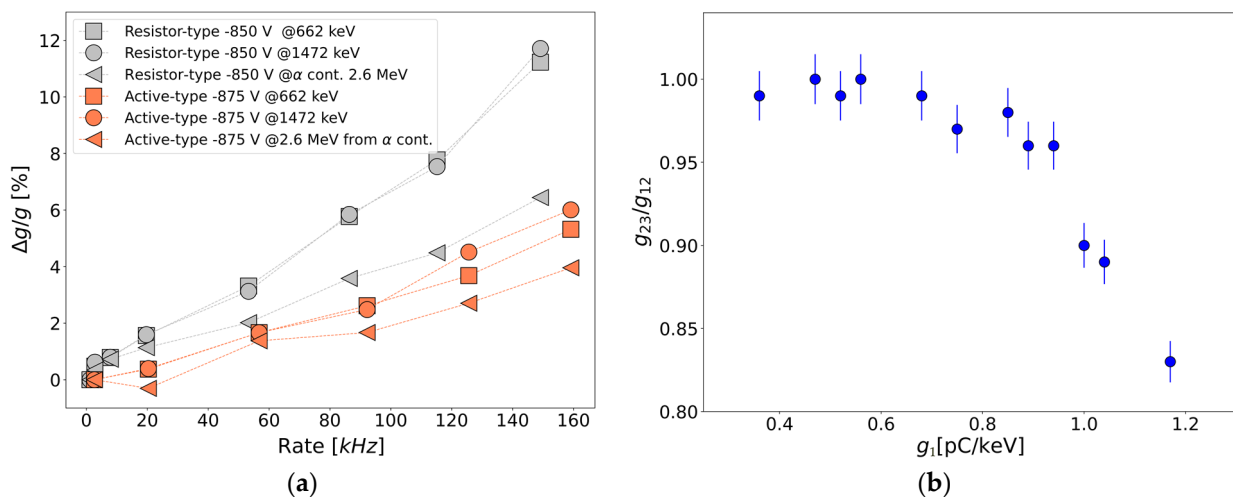 Resistor-type -850 V @662 keV
Resistor-type -850 V @1472 keV
Resistor-type -850 V @α cont. 2.6 MeV
Active-type -875 V @662 keV
Active-type -875 V @1472 keV
Active-type -875 V @2.6 MeV from α cont.
Δg/g [%]
12
10
8
6
4
2
0
0 20 40 60 80 100 120 140 160
Rate [kHz]
(a)
g₂₃/g₁₂
1.00
0.95
0.90
0.85
0.80
0.4 0.6 0.8 1.0 1.2
g₁[pC/keV]
(b)